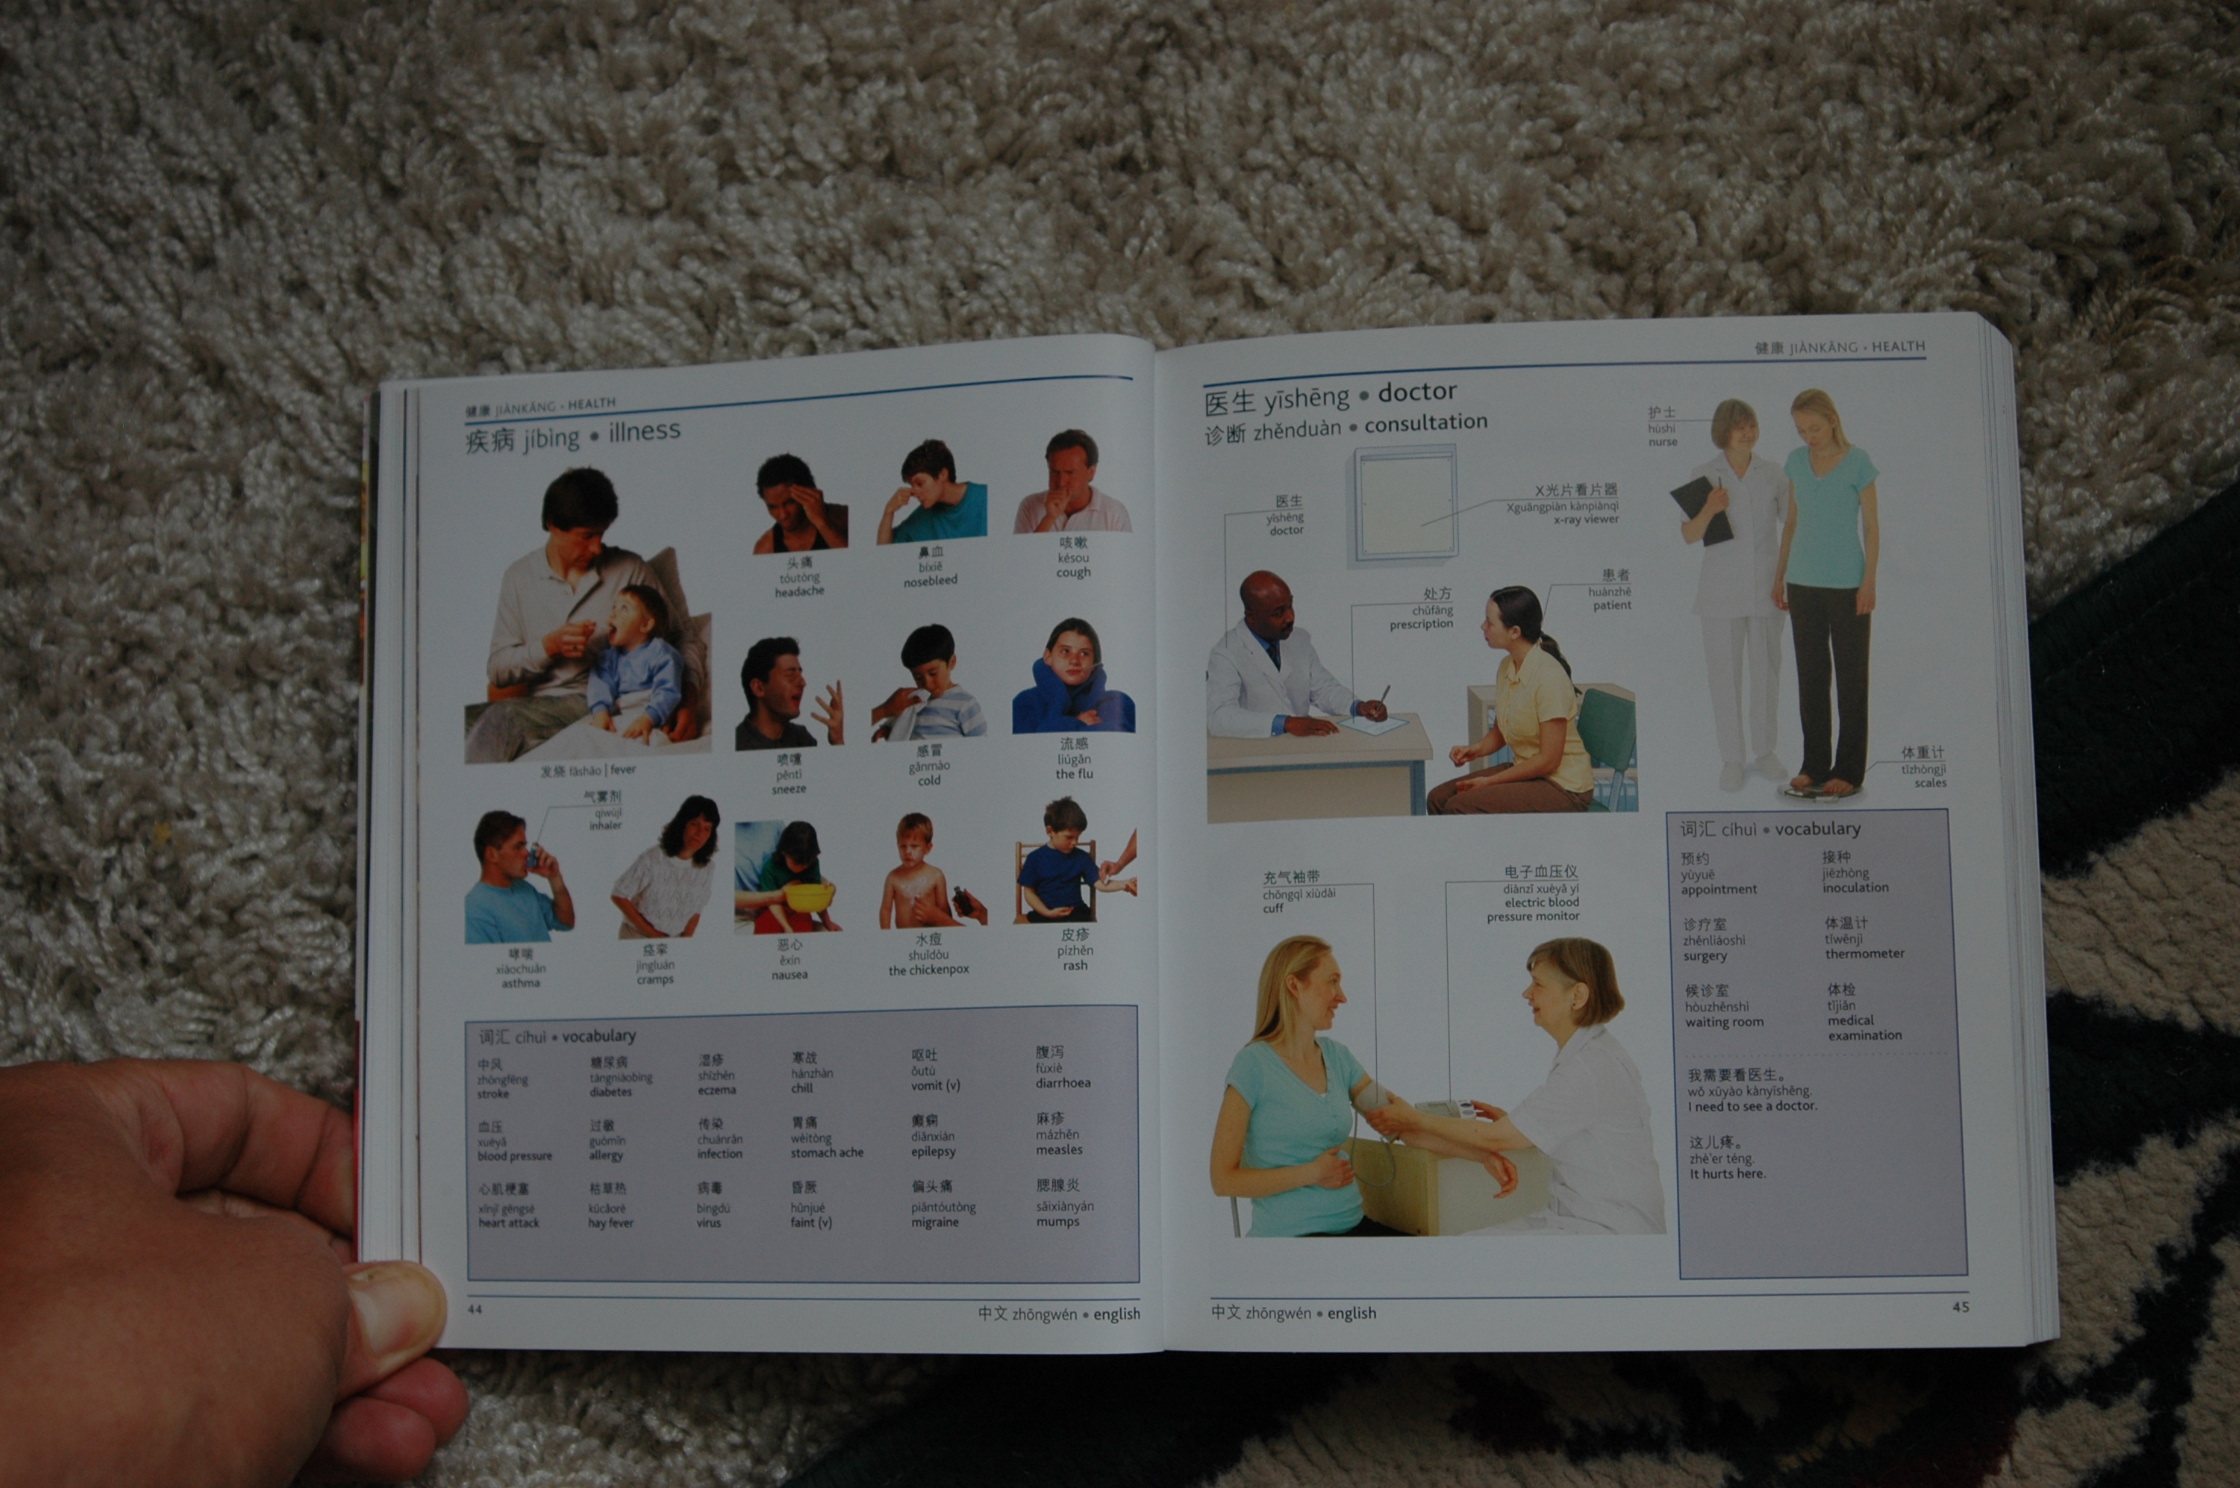 健康 JIÀNKĀNG • HEALTH
疾病 jíbìng • illness
发烧 fāshāo | fever
头痛
tóutòng
headache
鼻血
bíxiě
nosebleed
咳嗽
késou
cough
喷嚏
pēntì
sneeze
感冒
gǎnmào
cold
流感
liúgǎn
the flu
气雾剂
qìwùjì
inhaler
哮喘
xiàochuǎn
asthma
痉挛
jìngluán
cramps
恶心
ěxin
nausea
水痘
shuǐdòu
the chickenpox
皮疹
pízhěn
rash
词汇 cíhuì • vocabulary
中风
zhòngfēng
stroke
糖尿病
tángniàobìng
diabetes
湿疹
shīzhěn
eczema
寒战
hánzhàn
chill
呕吐
ǒutù
vomit (v)
腹泻
fùxiè
diarrhoea
血压
xuèyā
blood pressure
过敏
guòmǐn
allergy
传染
chuánrǎn
infection
胃痛
wèitòng
stomach ache
癫痫
diānxián
epilepsy
麻疹
mázhěn
measles
心肌梗塞
xīnjī gěngsè
heart attack
枯草热
kūcǎorè
hay fever
病毒
bìngdú
virus
昏厥
hūnjué
faint (v)
偏头痛
piāntóutòng
migraine
腮腺炎
sāixiànyán
mumps
44
中文 zhōngwén • english
健康 JIÀNKĀNG • HEALTH
医生 yīshēng • doctor
诊断 zhěnduàn • consultation
医生
yīshēng
doctor
X光片看片器
Xguāngpiàn kànpiànqì
x-ray viewer
处方
chǔfāng
prescription
患者
huànzhě
patient
护士
hùshi
nurse
体重计
tǐzhòngjì
scales
充气袖带
chōngqì xiùdài
cuff
电子血压仪
diànzǐ xuèyā yí
electric blood
pressure monitor
词汇 cíhuì • vocabulary
预约
yùyuē
appointment
接种
jiēzhòng
inoculation
诊疗室
zhěnliáoshì
surgery
体温计
tǐwēnjì
thermometer
候诊室
hòuzhěnshì
waiting room
体检
tǐjiǎn
medical
examination
我需要看医生。
wǒ xūyào kànyīshēng.
I need to see a doctor.
这儿疼。
zhè'er téng.
It hurts here.
中文 zhōngwén • english
45